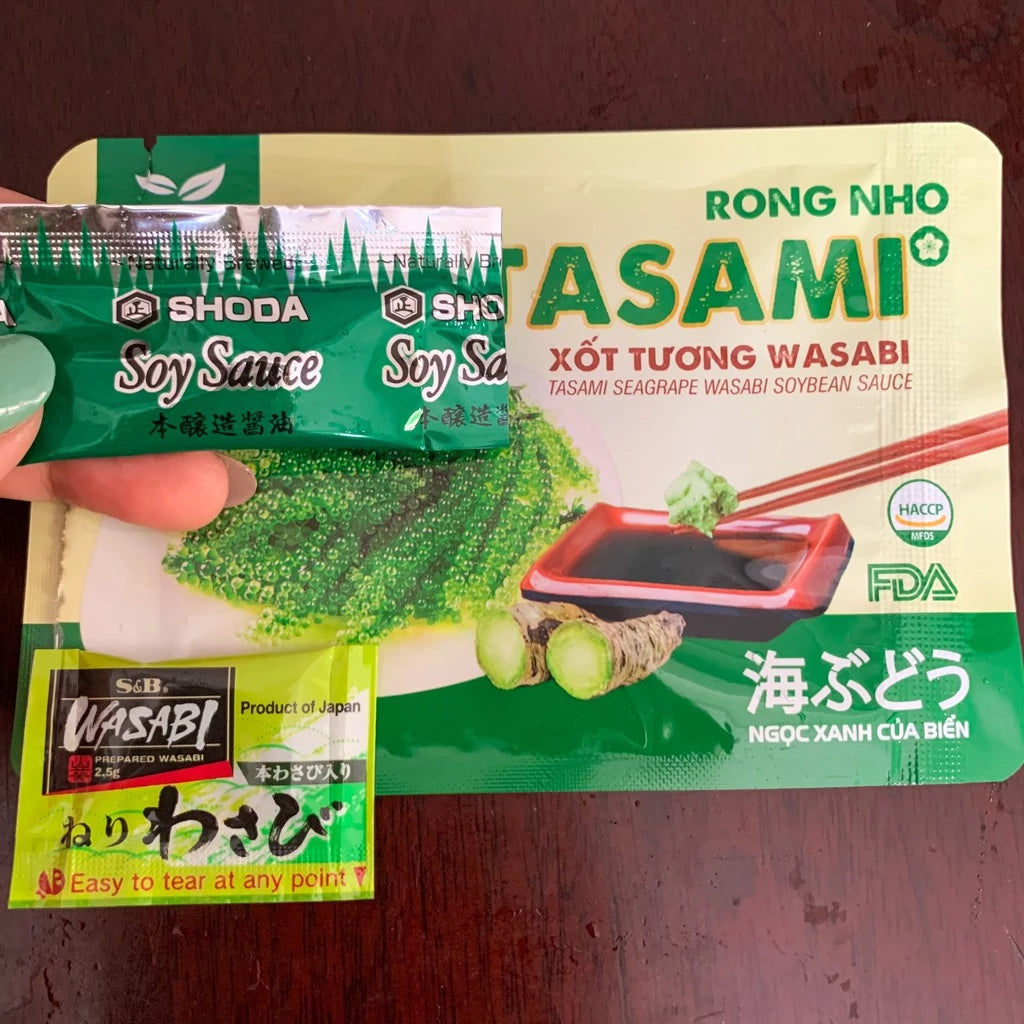 RONG NHO
TASAMI
XỐT TƯƠNG WASABI
TASAMI SEAGRAPE WASABI SOYBEAN SAUCE
HACCP
MFDS
FDA
海ぶどう
NGỌC XANH CỦA BIỂN
~Naturally Brewed~
~Naturally Br
A
正 SHODA
正 SHO
Soy Sauce
Soy Sa
本醸造醤油
本醸造醤
S&B®
WASABI
PREPARED WASABI
2.5g
Product of Japan
本わさび入り
ねりわさび
Easy to tear at any point